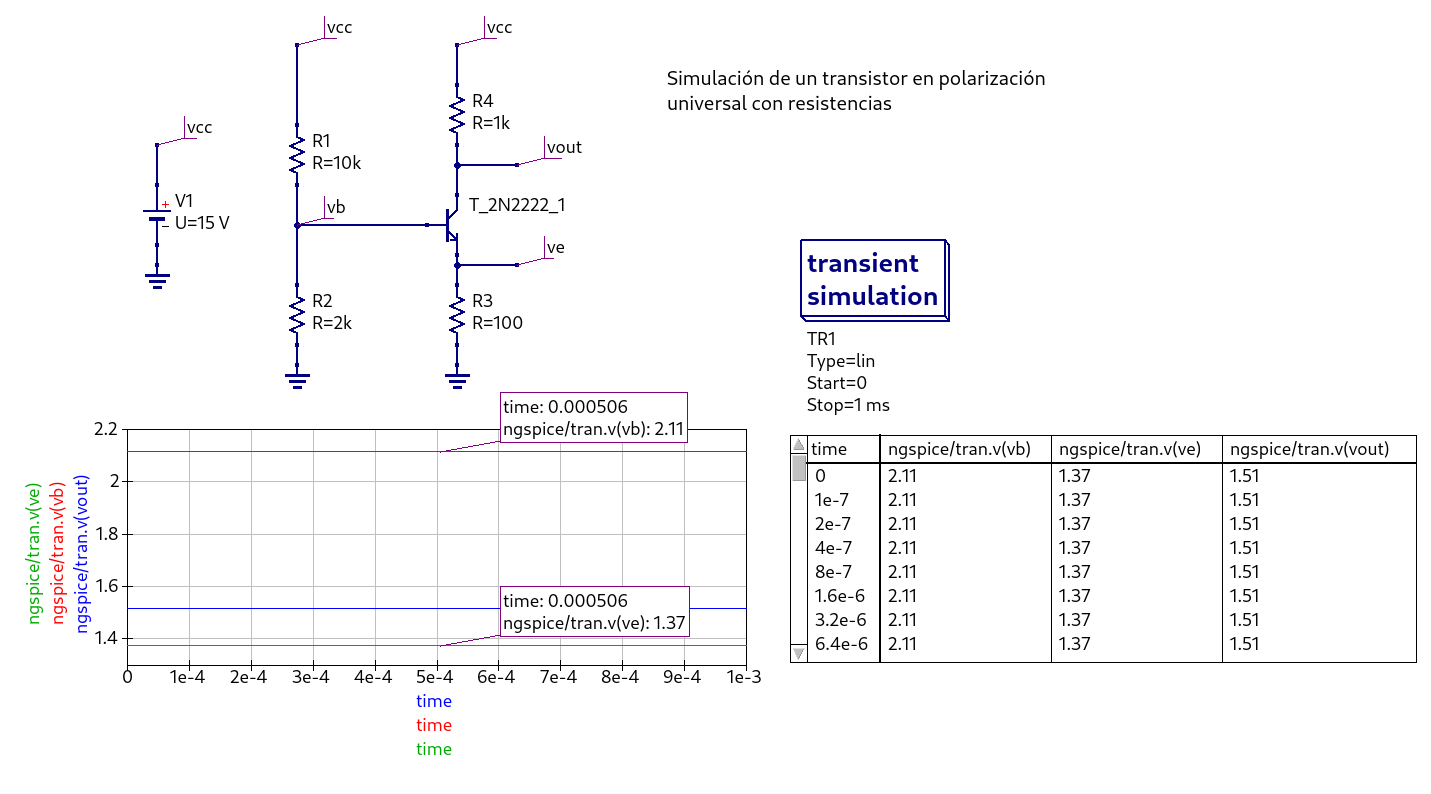 vcc
vcc
Simulación de un transistor en polarización
universal con resistencias
R4
R=1k
vcc
R1
R=10k
vout
V1
U=15 V
+
−
vb
T_2N2222_1
ve
transient
simulation
R2
R=2k
R3
R=100
TR1
Type=lin
Start=0
Stop=1 ms
time: 0.000506
ngspice/tran.v(vb): 2.11
2.2
2
1.8
1.6
1.4
ngspice/tran.v(ve)
ngspice/tran.v(vb)
ngspice/tran.v(vout)
time: 0.000506
ngspice/tran.v(ve): 1.37
0 1e-4 2e-4 3e-4 4e-4 5e-4 6e-4 7e-4 8e-4 9e-4 1e-3
time
time
time
time ngspice/tran.v(vb) ngspice/tran.v(ve) ngspice/tran.v(vout)
0 2.11 1.37 1.51
1e-7 2.11 1.37 1.51
2e-7 2.11 1.37 1.51
4e-7 2.11 1.37 1.51
8e-7 2.11 1.37 1.51
1.6e-6 2.11 1.37 1.51
3.2e-6 2.11 1.37 1.51
6.4e-6 2.11 1.37 1.51